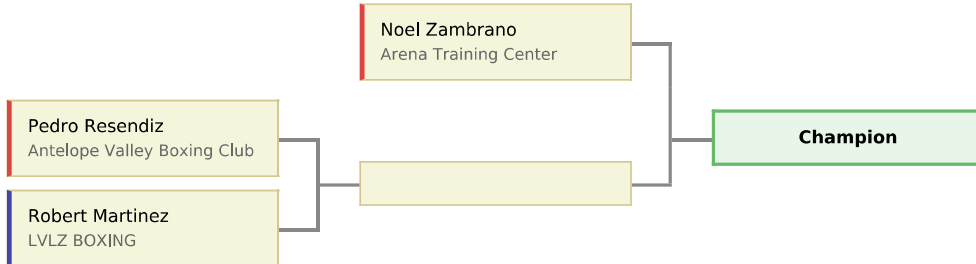 Noel Zambrano
Arena Training Center
Pedro Resendiz
Antelope Valley Boxing Club
Champion
Robert Martinez
LVLZ BOXING